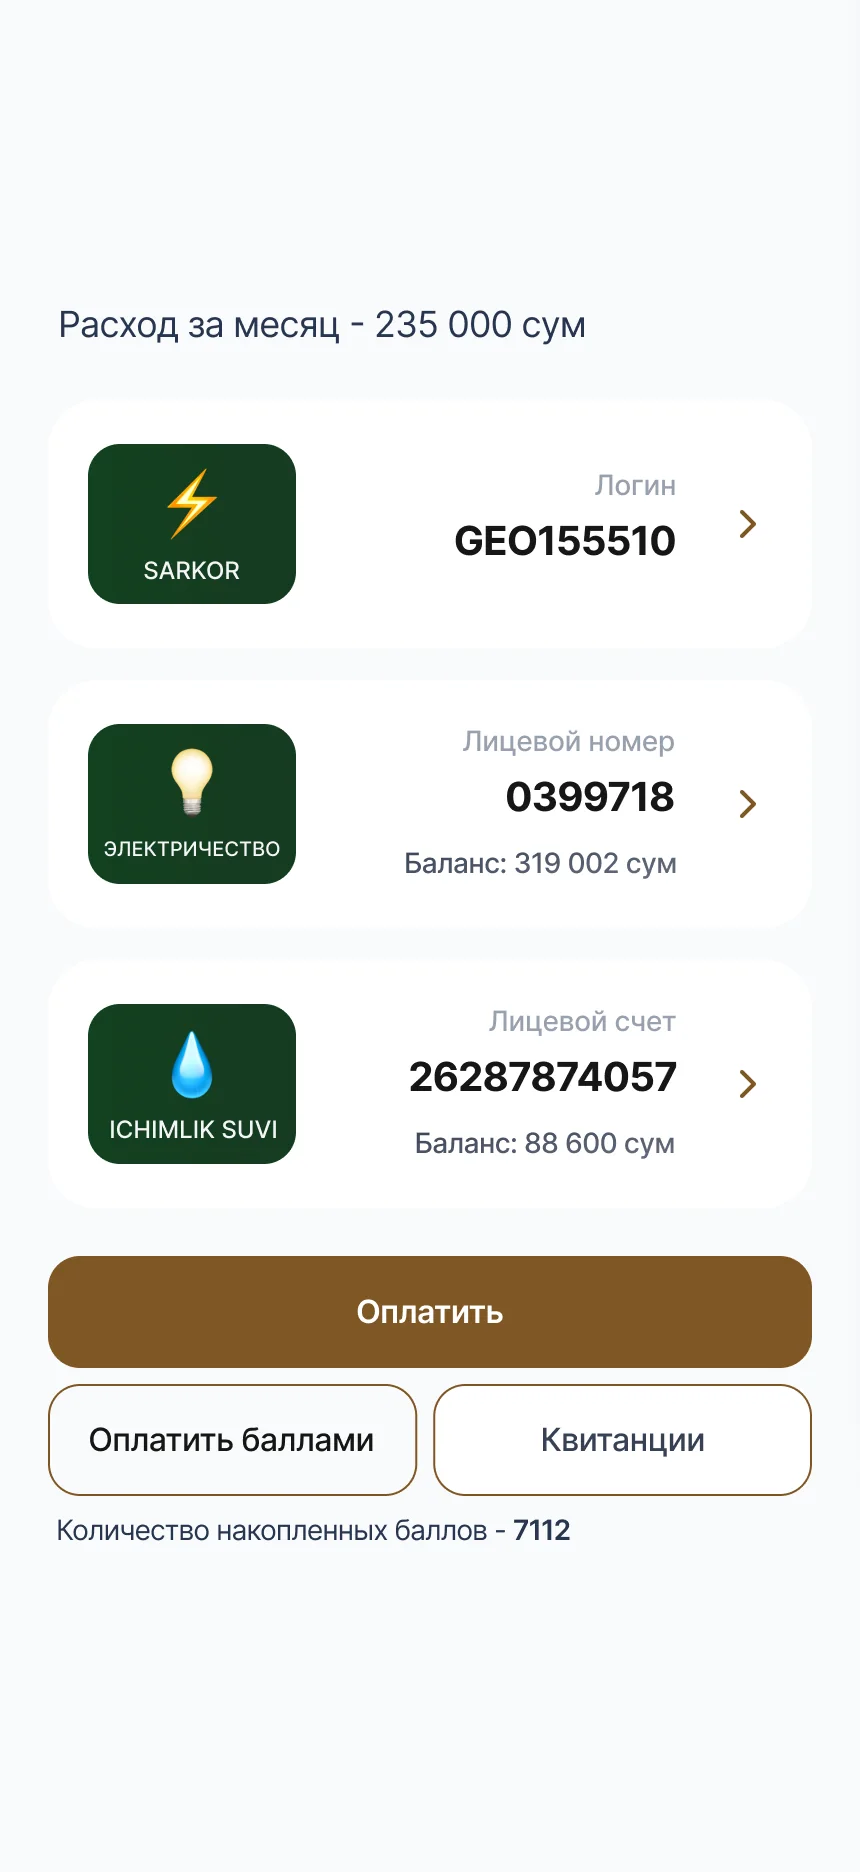 Расход за месяц - 235 000 сум
SARKOR
Логин
GEO155510
ЭЛЕКТРИЧЕСТВО
Лицевой номер
0399718
Баланс: 319 002 сум
ICHIMLIK SUVI
Лицевой счет
26287874057
Баланс: 88 600 сум
Оплатить
Оплатить баллами
Квитанции
Количество накопленных баллов - 7112